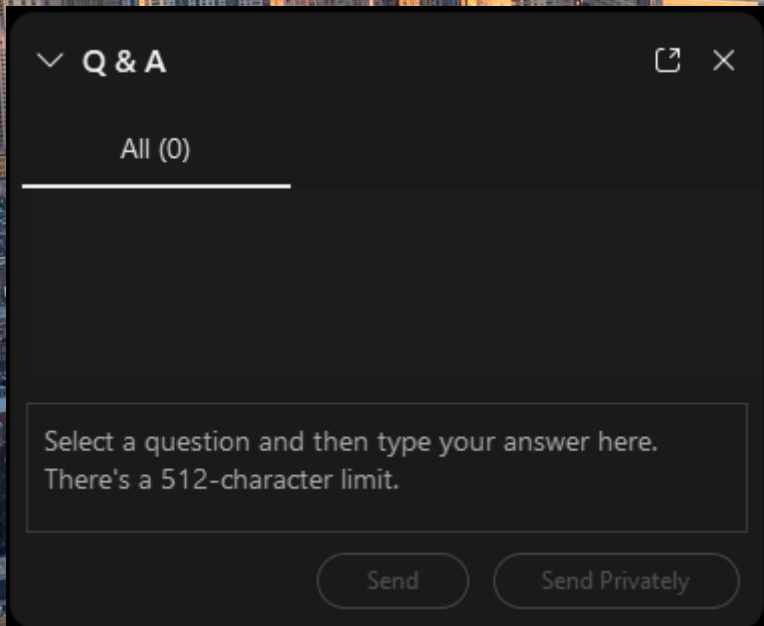 Q & A
All (0)
Select a question and then type your answer here.
There's a 512-character limit.
Send
Send Privately